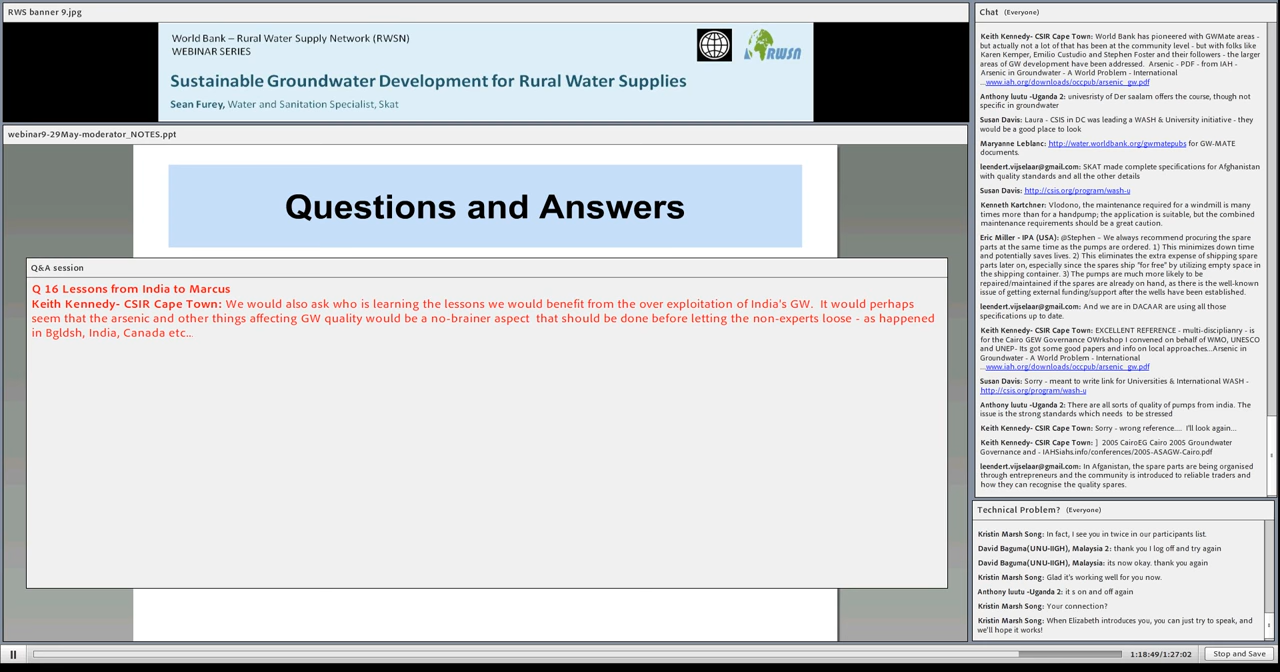 RWS banner 9.jpg
World Bank – Rural Water Supply Network (RWSN)
WEBINAR SERIES
RWSN
Sustainable Groundwater Development for Rural Water Supplies
Sean Furey, Water and Sanitation Specialist, Skat
webinar9-29May-moderator_NOTES.ppt
Questions and Answers
Q&A session
Q 16 Lessons from India to Marcus
Keith Kennedy- CSIR Cape Town: We would also ask who is learning the lessons we would benefit from the over exploitation of India's GW. It would perhaps
seem that the arsenic and other things affecting GW quality would be a no-brainer aspect that should be done before letting the non-experts loose - as happened
in Bgldsh, India, Canada etc...
Chat (Everyone)
Keith Kennedy- CSIR Cape Town: World Bank has pioneered with GWMate areas -
but actually not a lot of that has been at the community level - but with folks like
Karen Kemper, Emilio Custudio and Stephen Foster and their followers - the larger
areas of GW development have been addressed. Arsenic - PDF - from IAH -
Arsenic in Groundwater - A World Problem - International
...www.iah.org/downloads/occpub/arsenic_gw.pdf
Anthony luutu -Uganda 2: univesristy of Der saalam offers the course, though not
specific in groundwater
Susan Davis: Laura - CSIS in DC was leading a WASH & University initiative - they
would be a good place to look
Maryanne Leblanc: http://water.worldbank.org/gwmatepubs for GW-MATE
documents.
leendert.vijselaar@gmail.com: SKAT made complete specifications for Afghanistan
with quality standards and all the other details
Susan Davis: http://csis.org/program/wash-u
Kenneth Kartchner: Vlodono, the maintenance required for a windmill is many
times more than for a handpump; the application is suitable, but the combined
maintenance requirements should be a great caution.
Eric Miller - IPA (USA): @Stephen – We always recommend procuring the spare
parts at the same time as the pumps are ordered. 1) This minimizes down time
and potentially saves lives. 2) This eliminates the extra expense of shipping spare
parts later on, especially since the spares ship "for free" by utilizing empty space in
the shipping container. 3) The pumps are much more likely to be
repaired/maintained if the spares are already on hand, as there is the well-known
issue of getting external funding/support after the wells have been established.
leendert.vijselaar@gmail.com: And we are in DACAAR are using all those
specifications up to date.
Keith Kennedy- CSIR Cape Town: EXCELLENT REFERENCE - multi-disciplianry - is
for the Cairo GEW Governance OWrkshop I convened on behalf of WMO, UNESCO
and UNEP- Its got some good papers and info on local approaches...Arsenic in
Groundwater - A World Problem - International
...www.iah.org/downloads/occpub/arsenic_gw.pdf
Susan Davis: Sorry - meant to write link for Universities & International WASH -
http://csis.org/program/wash-u
Anthony luutu -Uganda 2: There are all sorts of quality of pumps from india. The
issue is the strong standards which needs to be stressed
Keith Kennedy- CSIR Cape Town: Sorry - wrong reference.... I'll look again...
Keith Kennedy- CSIR Cape Town: ] 2005 CairoEG Cairo 2005 Groundwater
Governance and - IAHSiahs.info/conferences/2005-ASAGW-Cairo.pdf
leendert.vijselaar@gmail.com: In Afganistan, the spare parts are being organised
through entrepreneurs and the community is introduced to reliable traders and
how they can recognise the quality spares.
Technical Problem? (Everyone)
Kristin Marsh Song: In fact, I see you in twice in our participants list.
David Baguma(UNU-IIGH), Malaysia 2: thank you I log off and try again
David Baguma(UNU-IIGH), Malaysia: its now okay. thank you again
Kristin Marsh Song: Glad it's working well for you now.
Anthony luutu -Uganda 2: it s on and off again
Kristin Marsh Song: Your connection?
Kristin Marsh Song: When Elizabeth introduces you, you can just try to speak, and
we'll hope it works!
1:18:49/1:27:02
Stop and Save